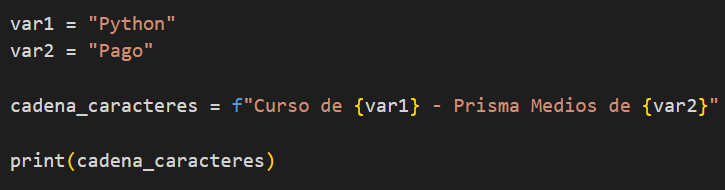 var1 = "Python"
var2 = "Pago"
cadena_caracteres = f"Curso de {var1} - Prisma Medios de {var2}"
print(cadena_caracteres)